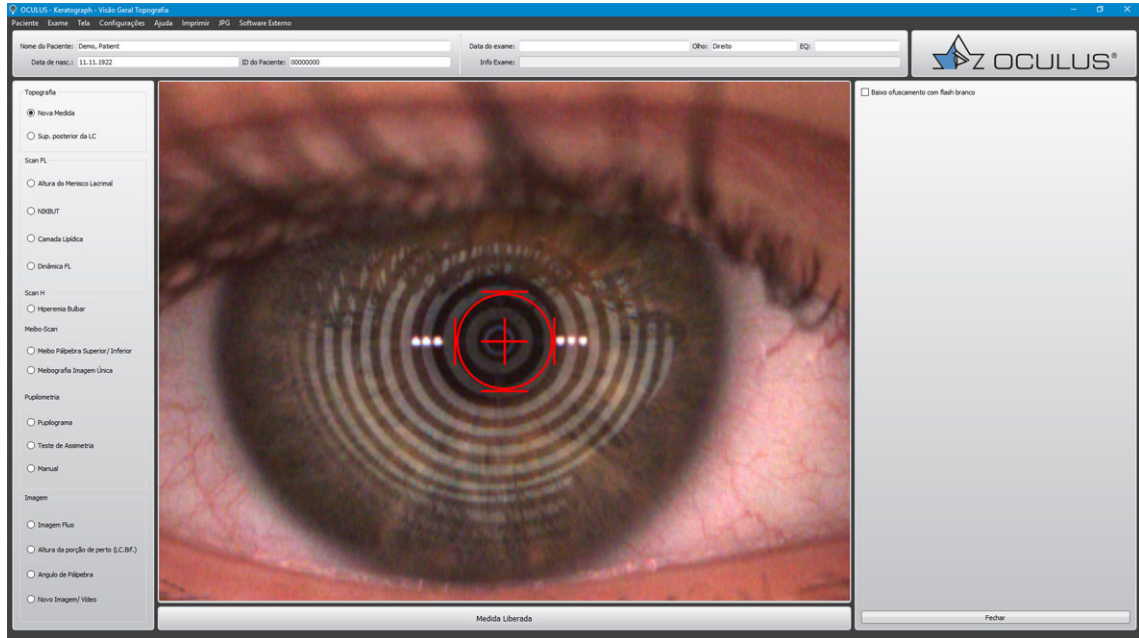 OCULUS - Keratograph - Visão Geral Topografia
Paciente Exame Tela Configurações Ajuda Imprimir JPG Software Externo
Nome do Paciente: Demo, Patient
Data do exame:
Olho: Direito
EQ:
Data de nasc.: 11.11.1922
ID do Paciente: 00000000
Info Exame:
OCULUS®
Topografia
Nova Medida
Sup. posterior da LC
Scan FL
Altura do Menisco Lacrimal
NIKBUT
Camada Lipídica
Dinâmica FL
Scan H
Hiperemia Bulbar
Meibo-Scan
Meibo Pálpebra Superior/ Inferior
Meibografia Imagem Única
Pupilometria
Pupilograma
Teste de Assimetria
Manual
Imagem
Imagem Fluo
Altura da porção de perto (LC.Bif.)
Angulo de Pálpebra
Novo Imagem/ Vídeo
Baixo ofuscamento com flash branco
Medida Liberada
Fechar